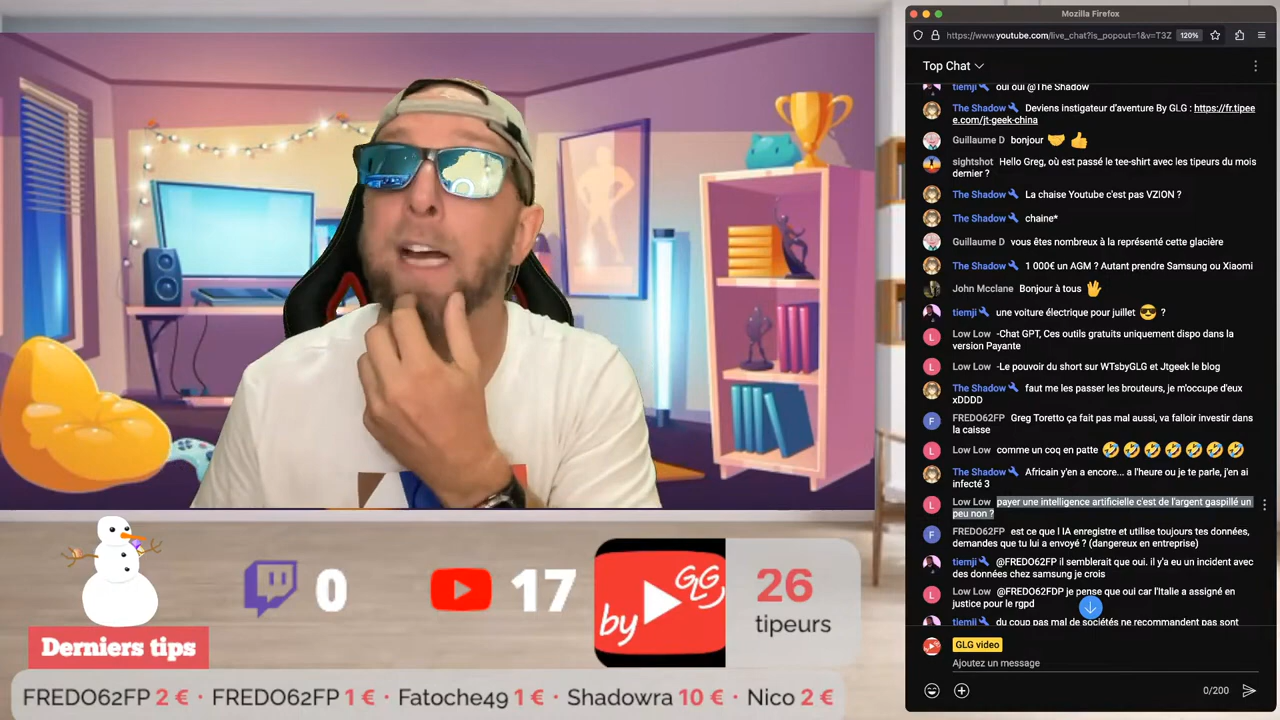 Mozilla Firefox
https://www.youtube.com/live_chat?is_popout=1&v=T3Z
120%
Top Chat
tiemji oui oui @The Shadow
The Shadow Deviens instigateur d'aventure By GLG : https://fr.tipee
e.com/jt-geek-china
Guillaume D bonjour 🤝 👍
sightshot Hello Greg, où est passé le tee-shirt avec les tipeurs du mois
dernier ?
The Shadow La chaise Youtube c'est pas VZION ?
The Shadow chaine*
Guillaume D vous êtes nombreux à la représenté cette glacière
The Shadow 1 000€ un AGM ? Autant prendre Samsung ou Xiaomi
John Mcclane Bonjour à tous 🖖
tiemji une voiture électrique pour juillet 😎 ?
L Low Low -Chat GPT, Ces outils gratuits uniquement dispo dans la
version Payante
L Low Low -Le pouvoir du short sur WTsbyGLG et Jtgeek le blog
The Shadow faut me les passer les brouteurs, je m'occupe d'eux
xDDDD
F FREDO62FP Greg Toretto ça fait pas mal aussi, va falloir investir dans
la caisse
L Low Low comme un coq en patte 🤣🤣🤣🤣🤣🤣🤣
The Shadow Africain y'en a encore... a l'heure ou je te parle, j'en ai
infecté 3
L Low Low payer une intelligence artificielle c'est de l'argent gaspillé un
peu non ?
F FREDO62FP est ce que l IA enregistre et utilise toujours tes données,
demandes que tu lui a envoyé ? (dangereux en entreprise)
tiemji @FREDO62FP il semblerait que oui. il y'a eu un incident avec
des données chez samsung je crois
L Low Low @FREDO62FDP je pense que oui car l'Italie a assigné en
justice pour le rgpd
tiemji du coup pas mal de sociétés ne recommandent pas sont
GLG video
Ajoutez un message
0/200
0
17
by GLG
26
tipeurs
Derniers tips
FREDO62FP 2 € · FREDO62FP 1 € · Fatoche49 1 € · Shadowra 10 € · Nico 2 €